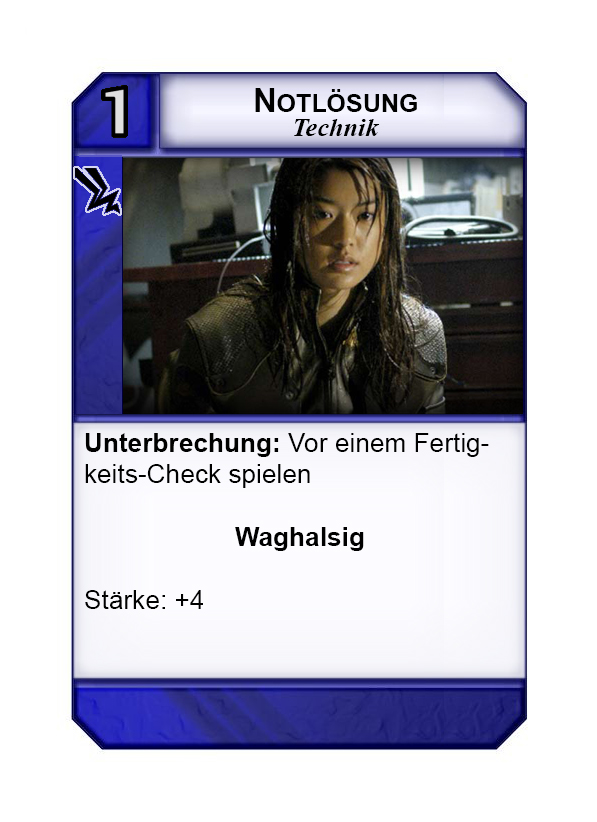 1
NOTLÖSUNG
Technik
Unterbrechung: Vor einem Fertig-
keits-Check spielen
Waghalsig
Stärke: +4